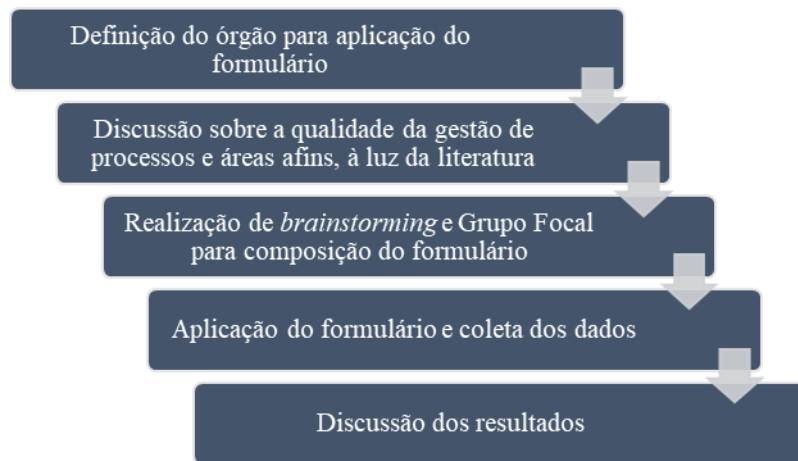 Definição do órgão para aplicação do
formulário
Discussão sobre a qualidade da gestão de
processos e áreas afins, à luz da literatura
Realização de brainstorming e Grupo Focal
para composição do formulário
Aplicação do formulário e coleta dos dados
Discussão dos resultados